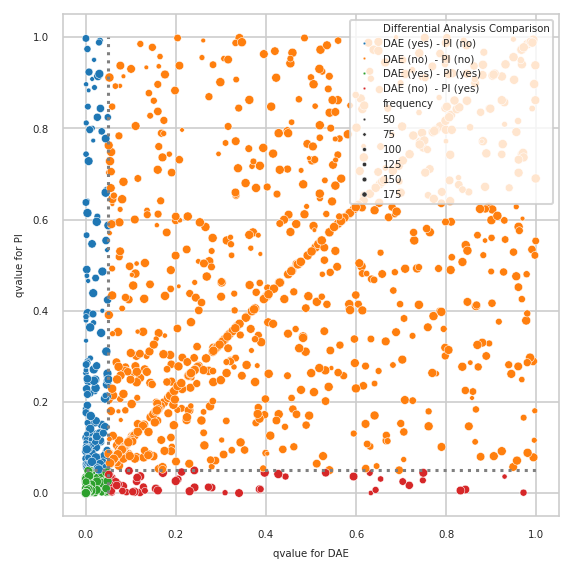 Differential Analysis Comparison
DAE (yes) - PI (no)
DAE (no)  - PI (no)
DAE (yes) - PI (yes)
DAE (no)  - PI (yes)
frequency
50
75
100
125
150
175
1.0
0.8
0.6
0.4
0.2
0.0
qvalue for PI
0.0 0.2 0.4 0.6 0.8 1.0
qvalue for DAE